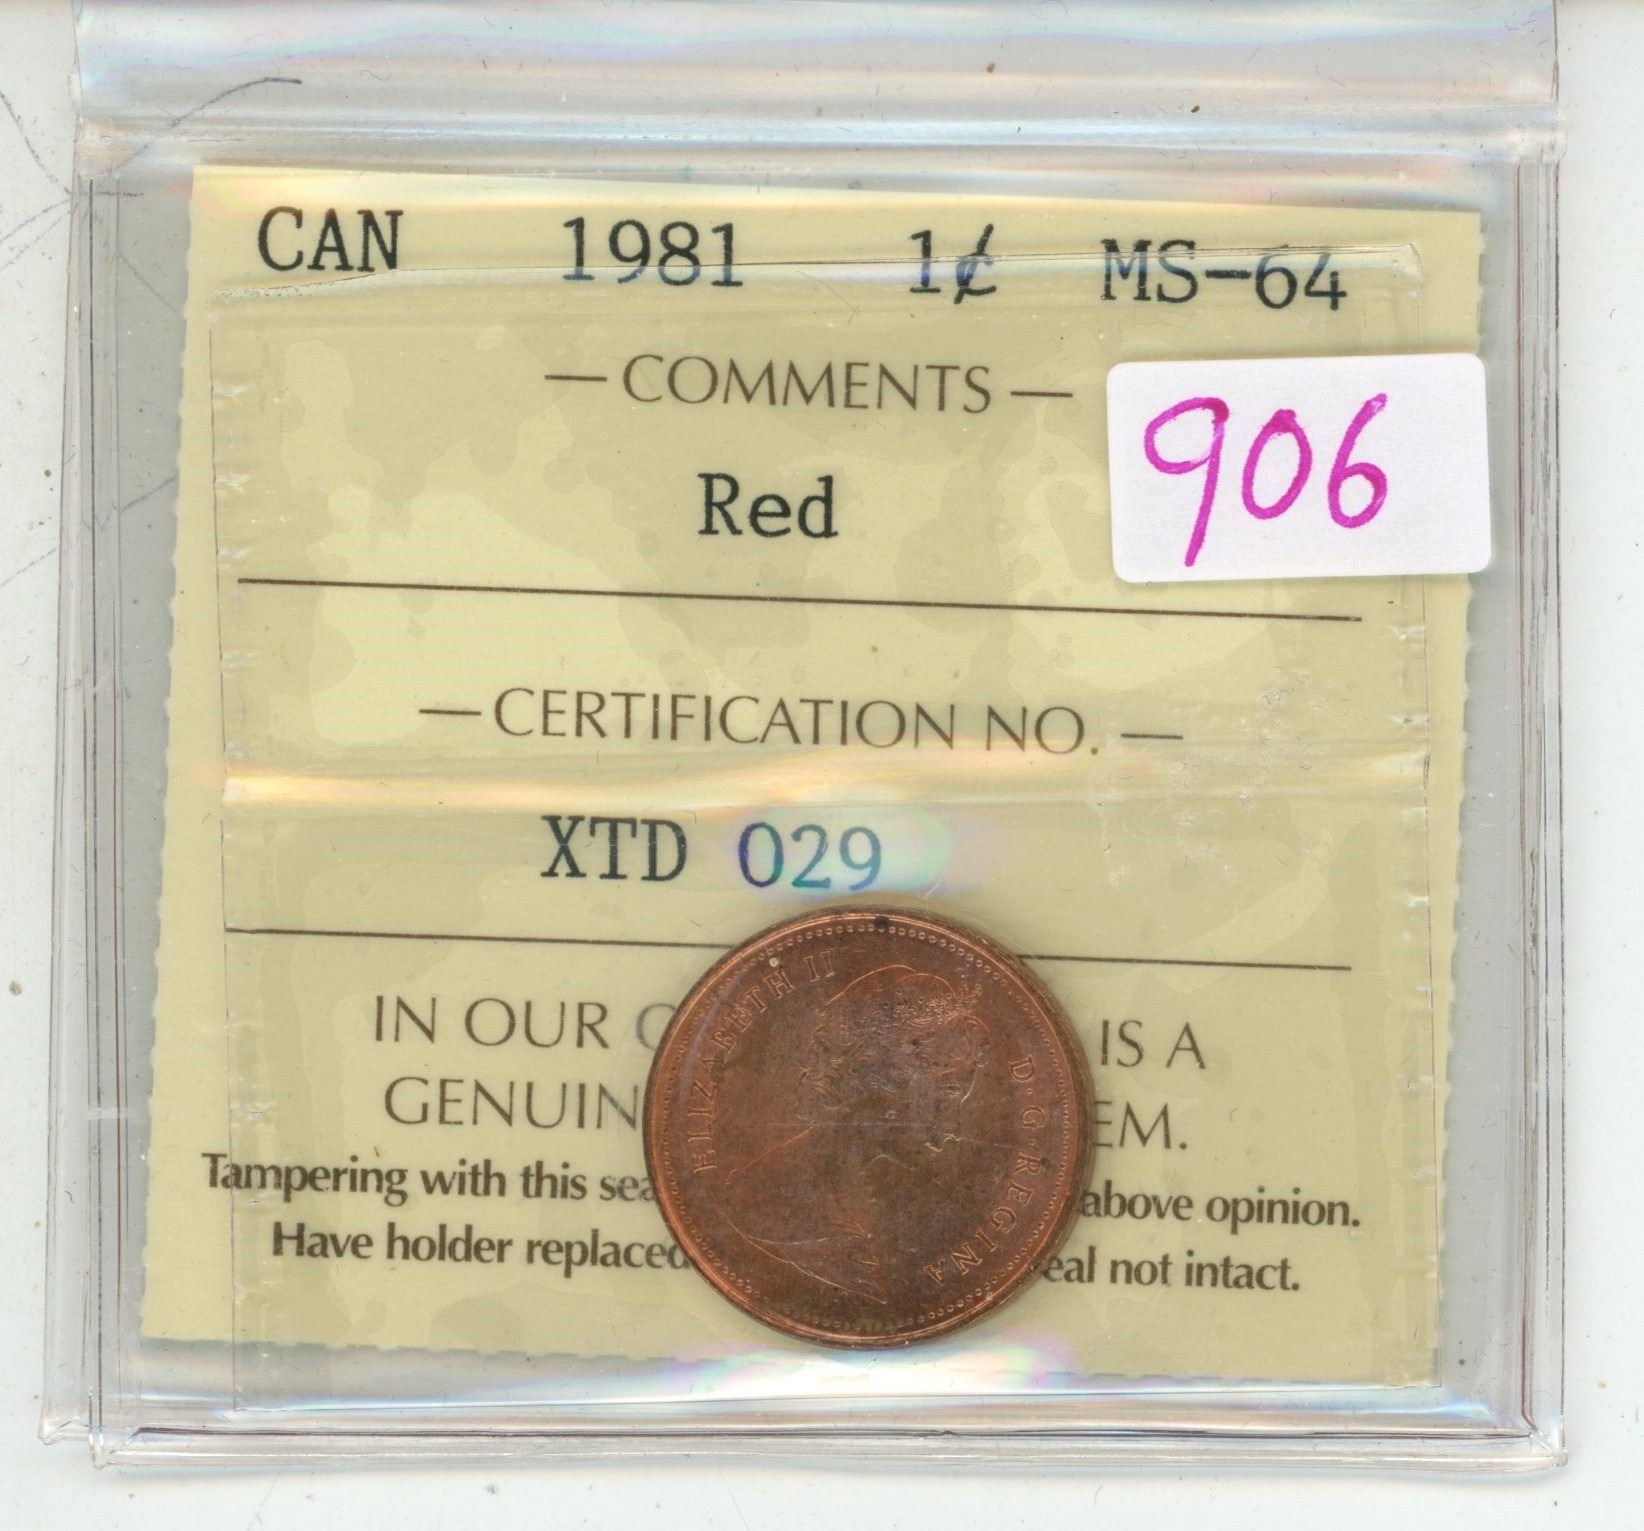 CAN 1981 1¢ MS-64
— COMMENTS —
906
Red
— CERTIFICATION NO. —
XTD 029
IN OUR O IS A
GENUIN EM.
Tampering with this sea above opinion.
Have holder replaced eal not intact.
ELIZABETH II D·G·REGINA